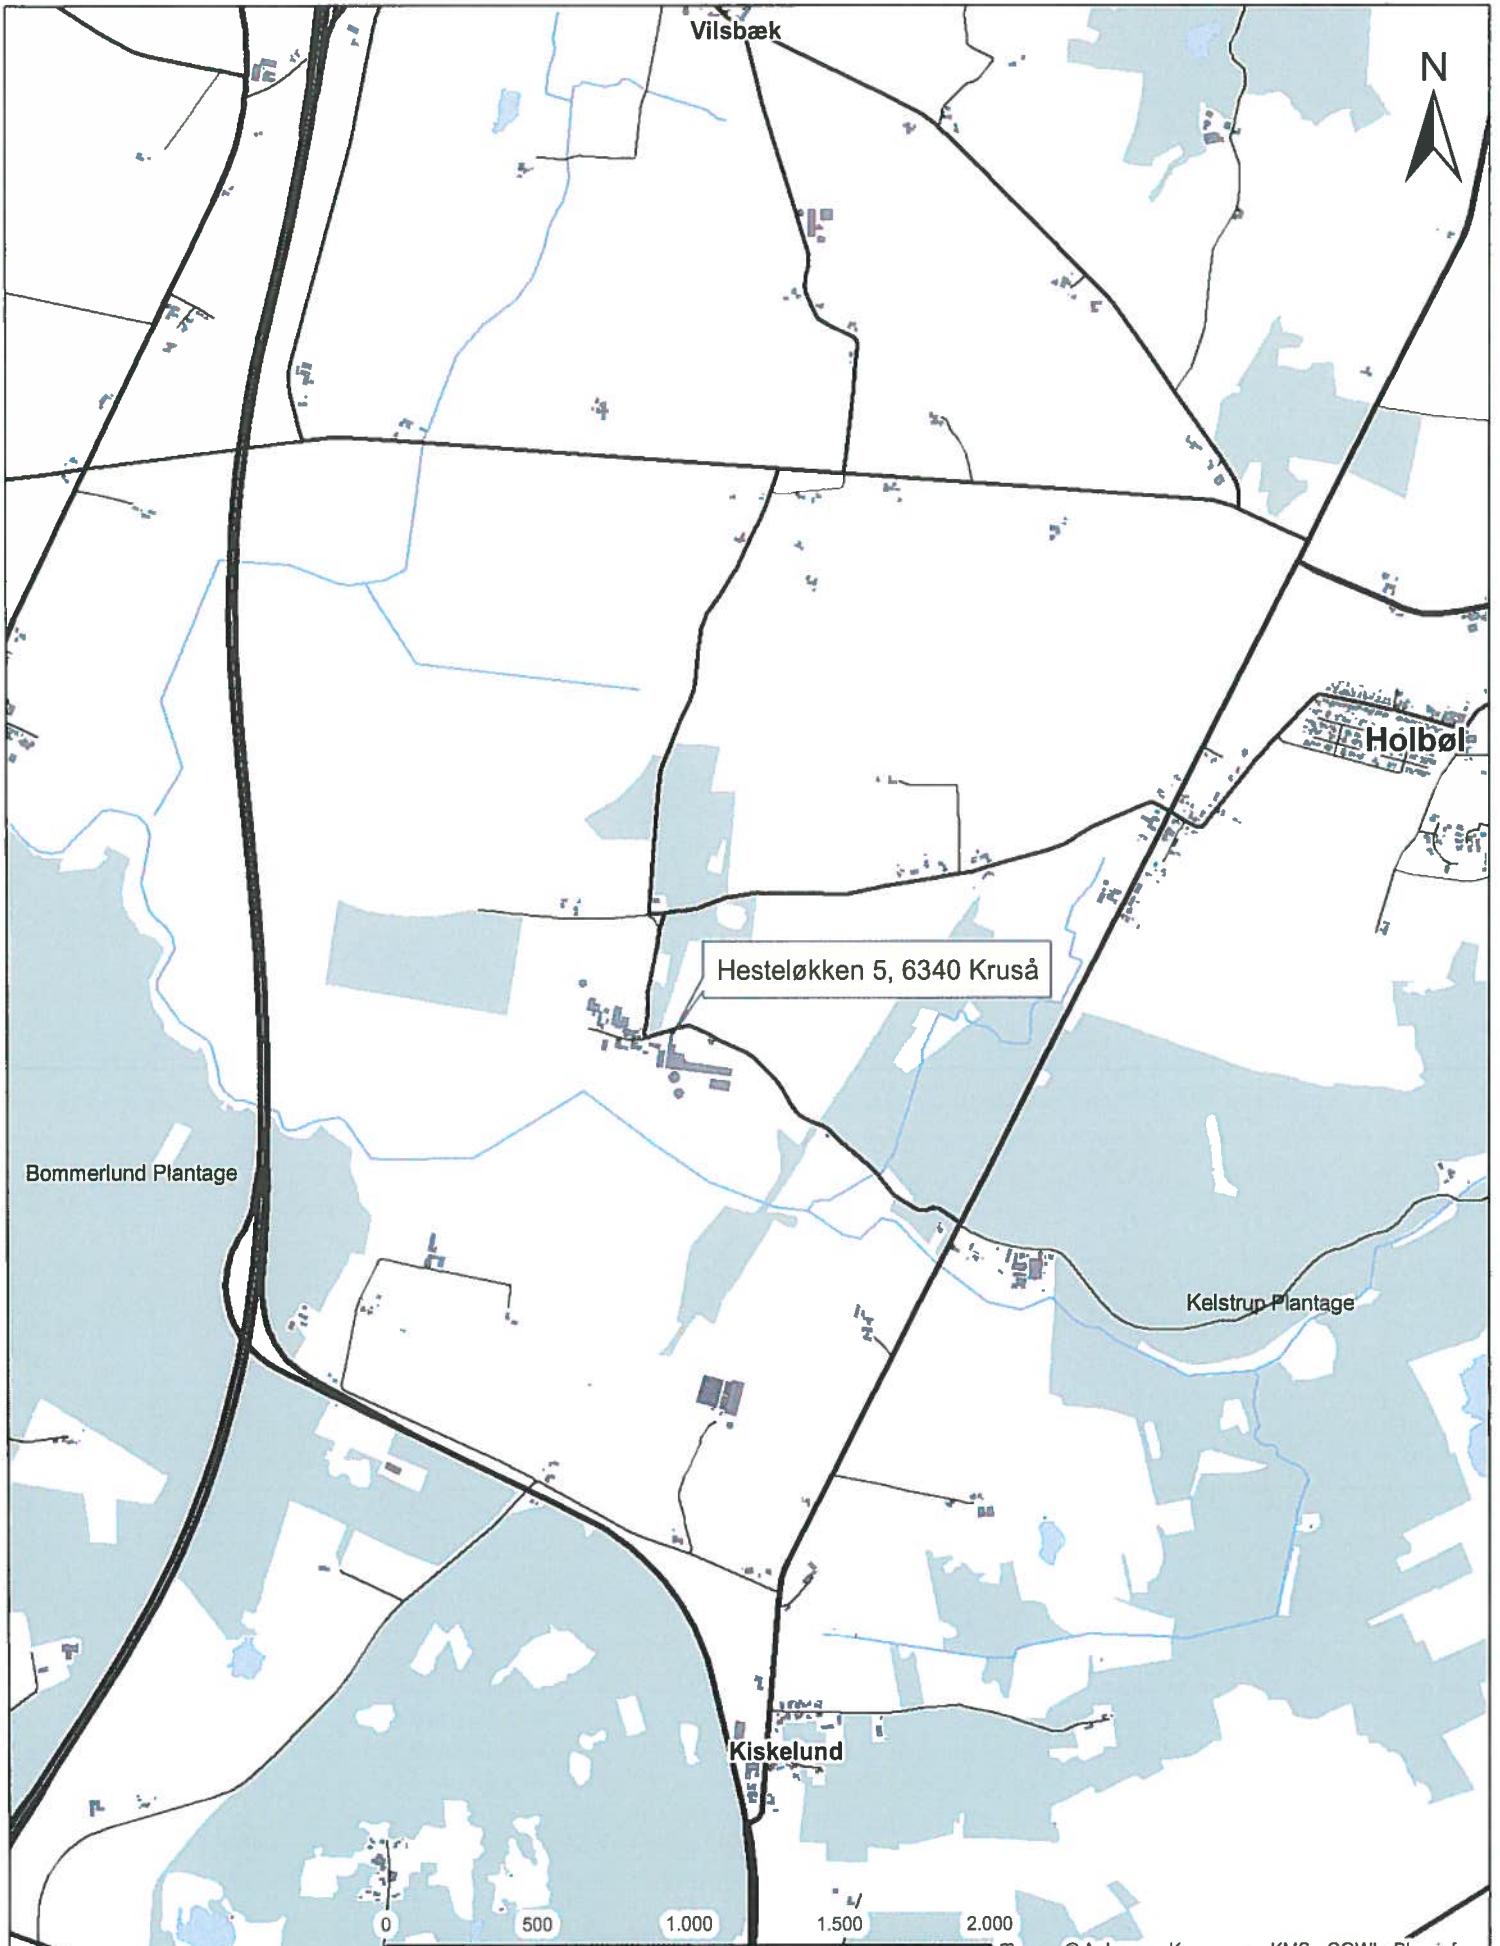 Vilsbæk
N
Holbøl
Hesteløkken 5, 6340 Kruså
Bommerlund Plantage
Kelstrup Plantage
Kiskelund
0 500 1.000 1.500 2.000